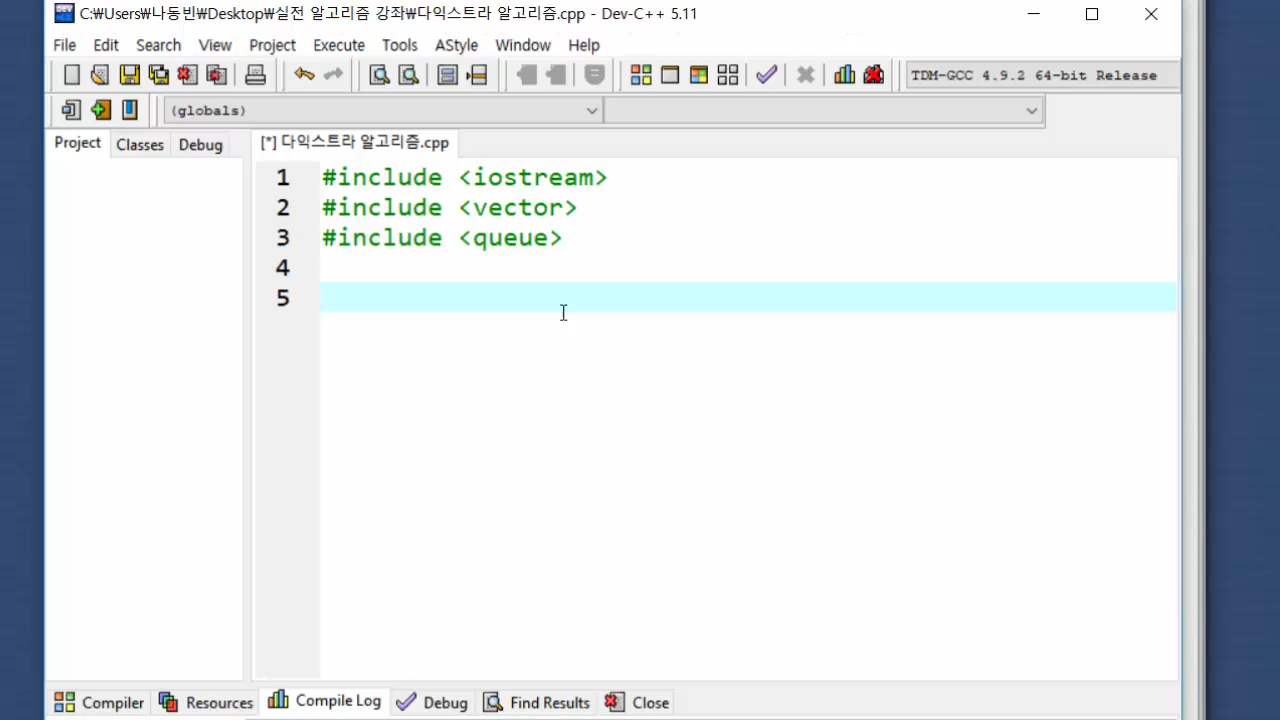 C:₩Users₩나동빈₩Desktop₩실전 알고리즘 강좌₩다익스트라 알고리즘.cpp - Dev-C++ 5.11
File Edit Search View Project Execute Tools AStyle Window Help
TDM-GCC 4.9.2 64-bit Release
(globals)
Project Classes Debug
[*] 다익스트라 알고리즘.cpp
1 #include <iostream>
2 #include <vector>
3 #include <queue>
4
5
Compiler Resources Compile Log Debug Find Results Close